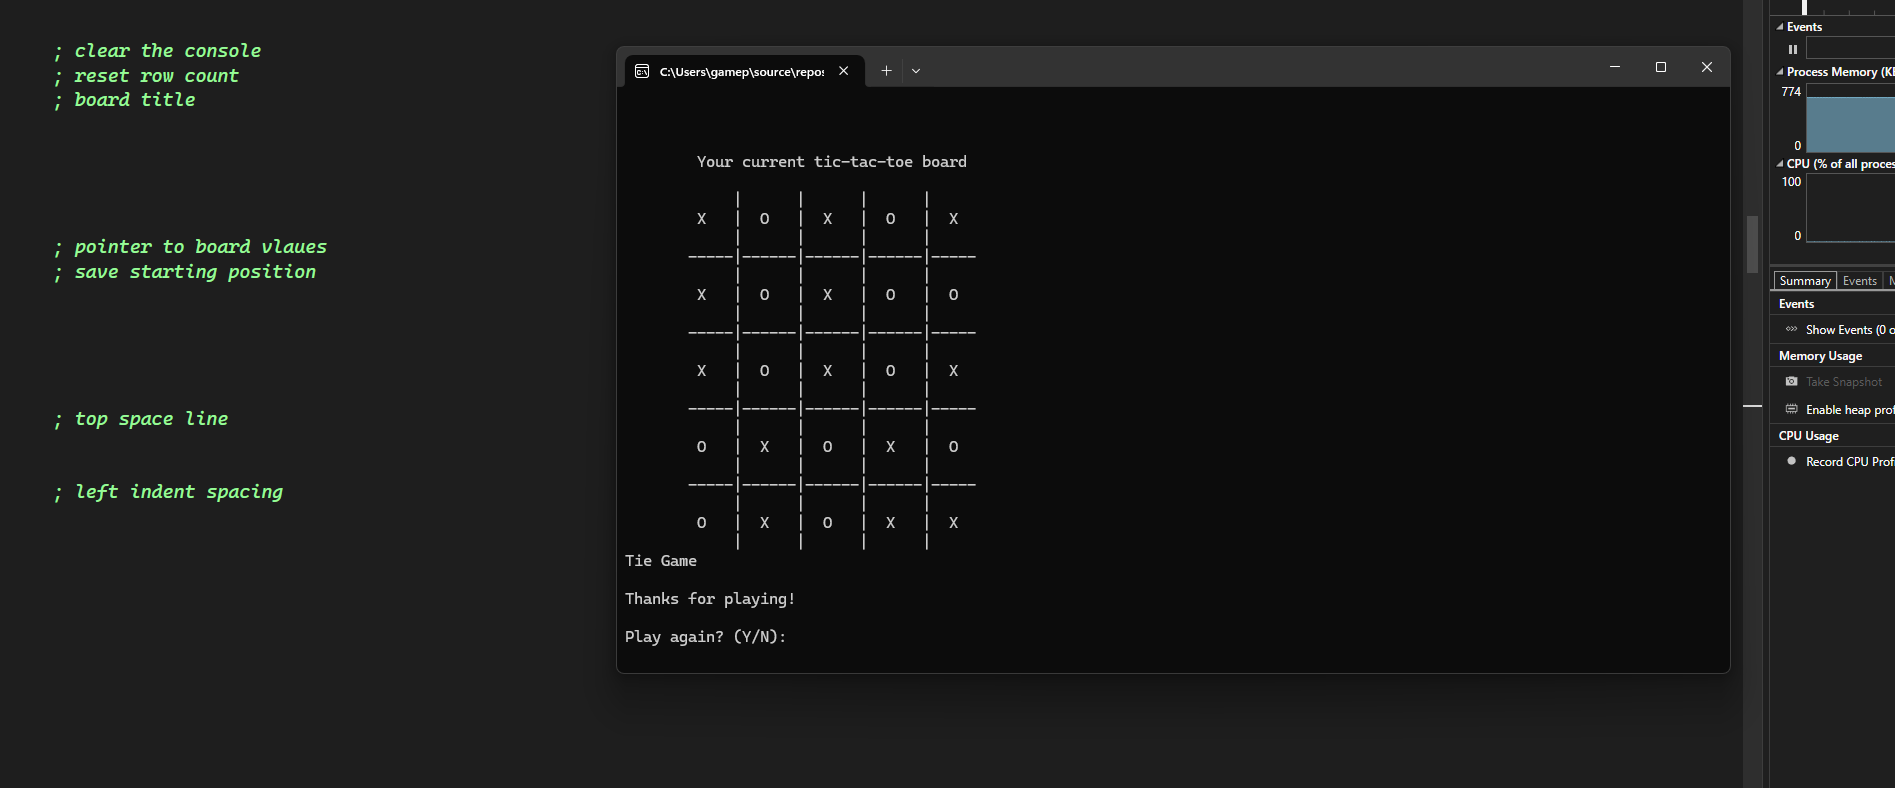 ; clear the console
; reset row count
; board title
; pointer to board vlaues
; save starting position
; top space line
; left indent spacing
C:\Users\gamep\source\repos
Your current tic-tac-toe board
X | O | X | O | X
-----|------|------|------|-----
X | O | X | O | O
-----|------|------|------|-----
X | O | X | O | X
-----|------|------|------|-----
O | X | O | X | O
-----|------|------|------|-----
O | X | O | X | X
Tie Game
Thanks for playing!
Play again? (Y/N):
Events
Process Memory (K
774
0
CPU (% of all proces
100
0
Summary Events M
Events
Show Events (0 o
Memory Usage
Take Snapshot
Enable heap prof
CPU Usage
Record CPU Profi